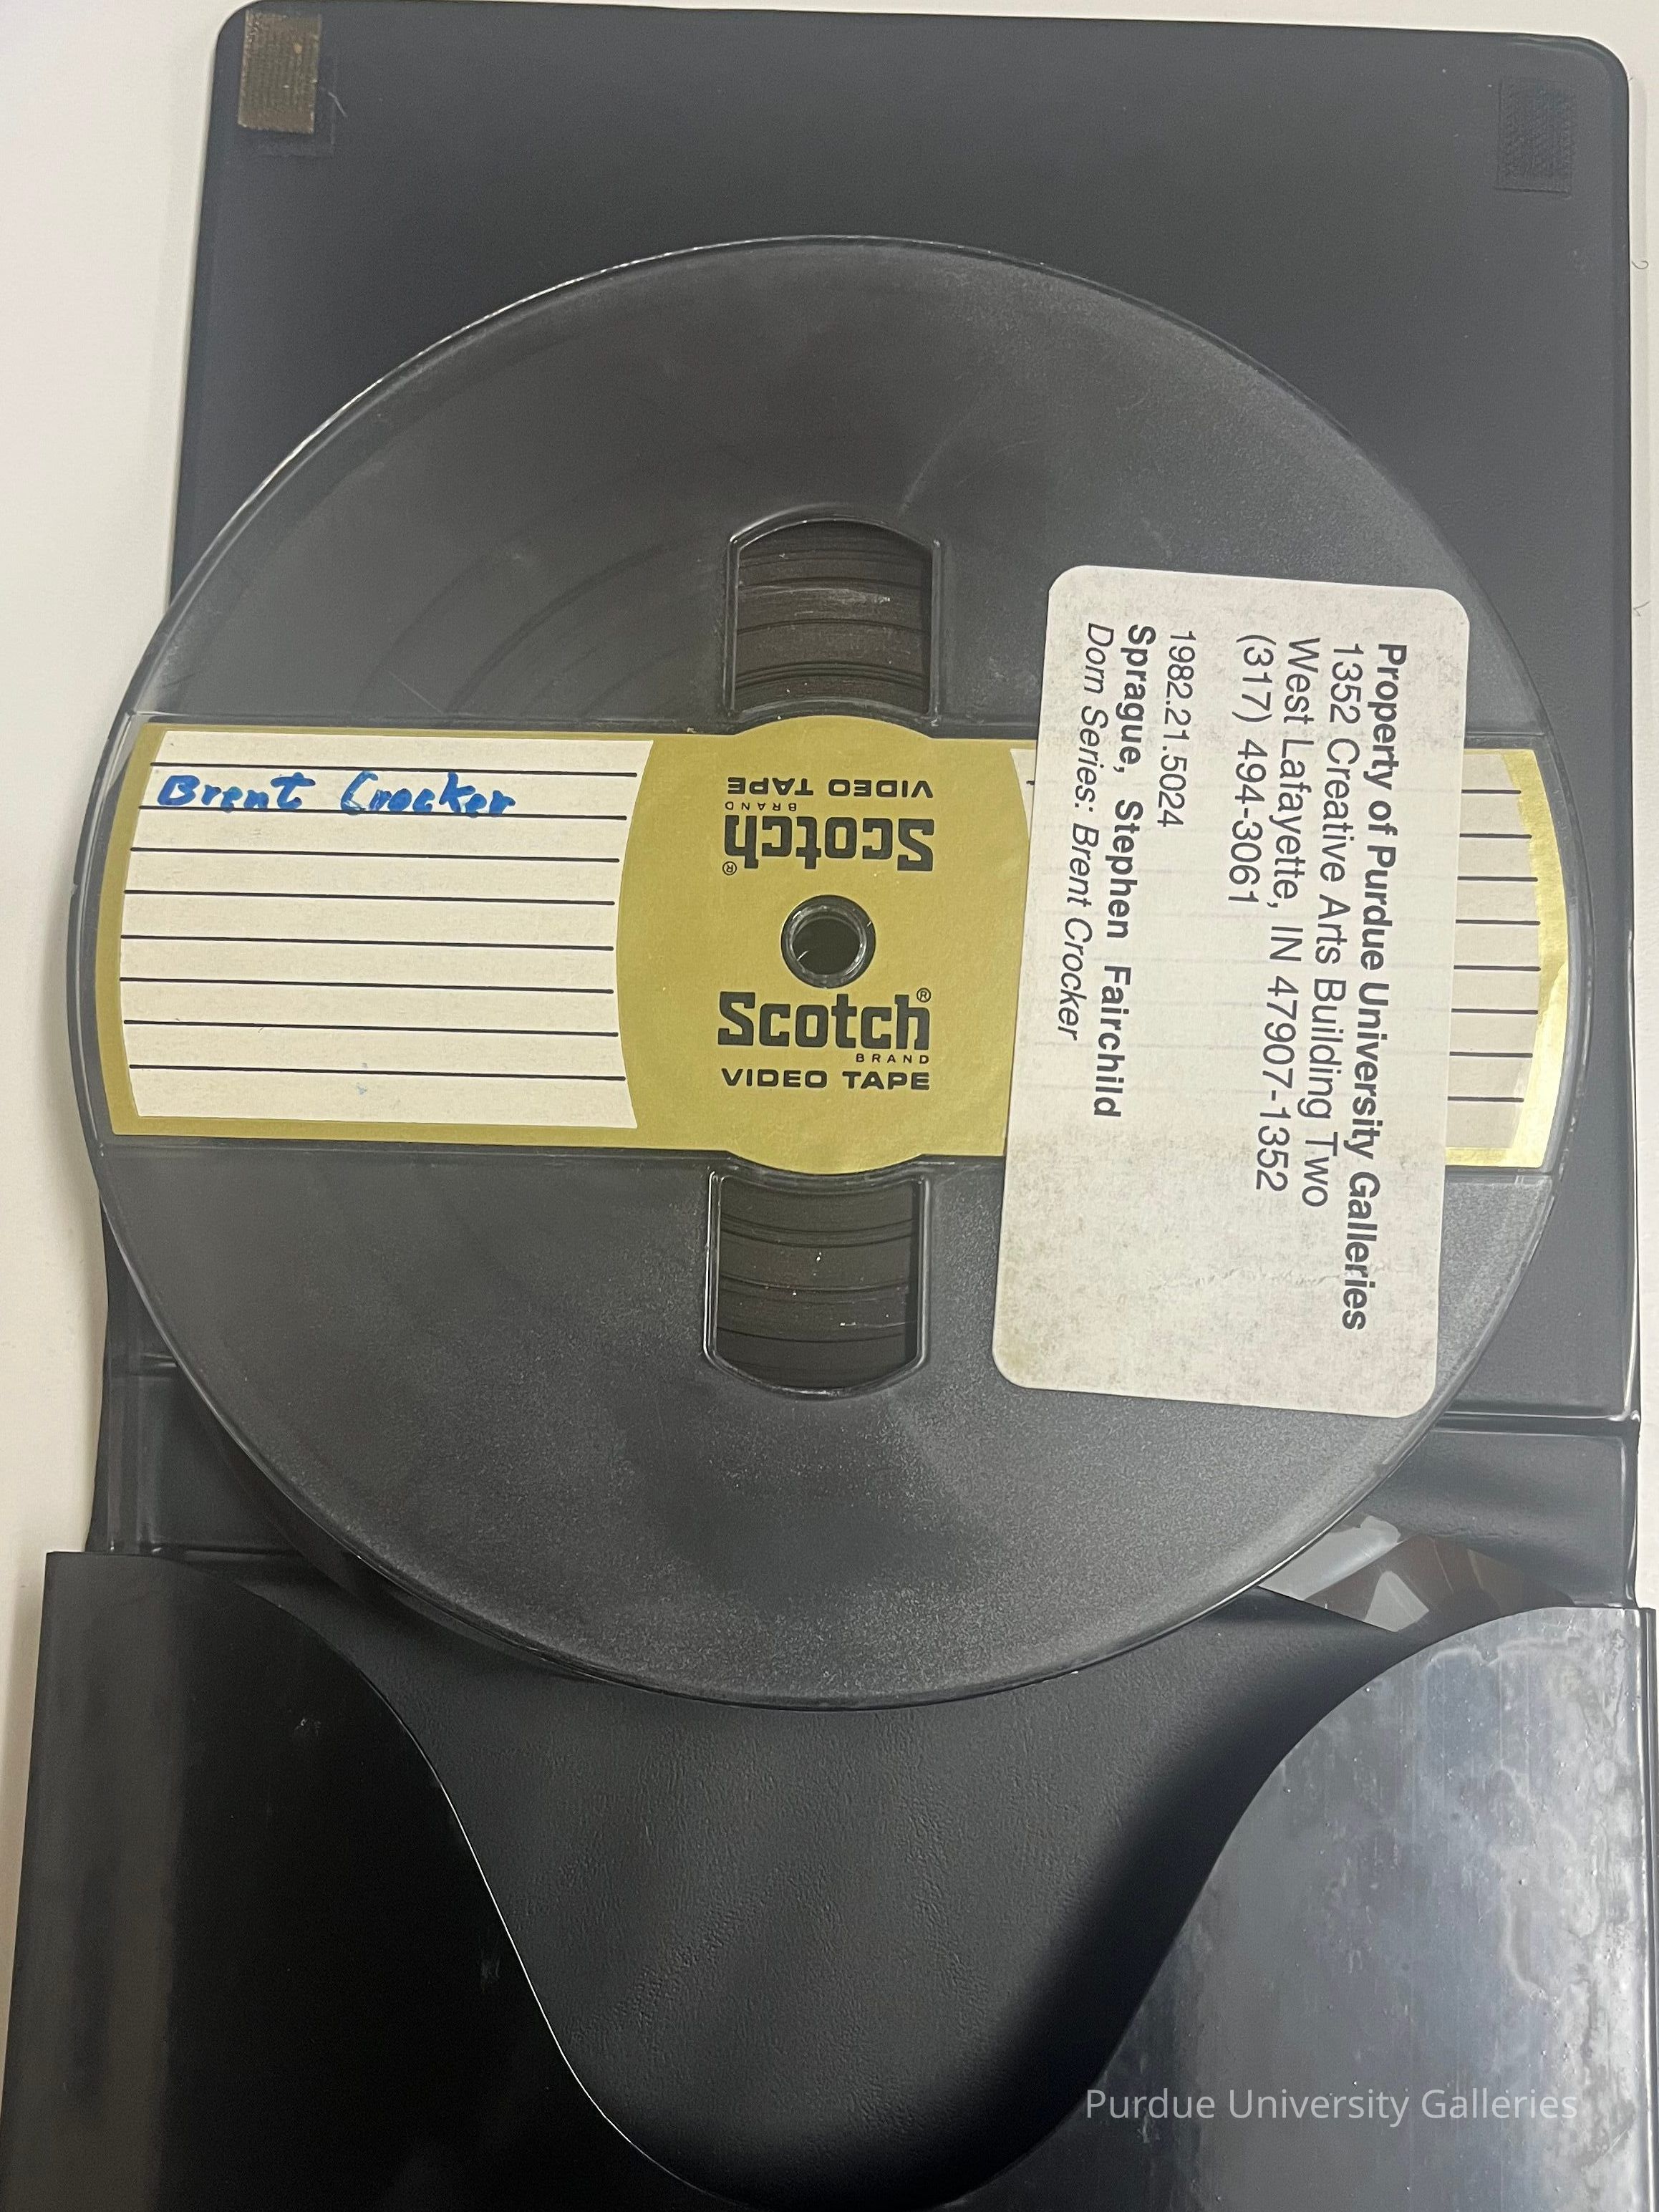 Brent Crocker
Scotch®
BRAND
VIDEO TAPE
Scotch®
BRAND
VIDEO TAPE
Property of Purdue University Galleries
1352 Creative Arts Building Two
West Lafayette, IN 47907-1352
(317) 494-3061
1982.21.5024
Sprague, Stephen Fairchild
Dorn Series: Brent Crocker
Purdue University Galleries